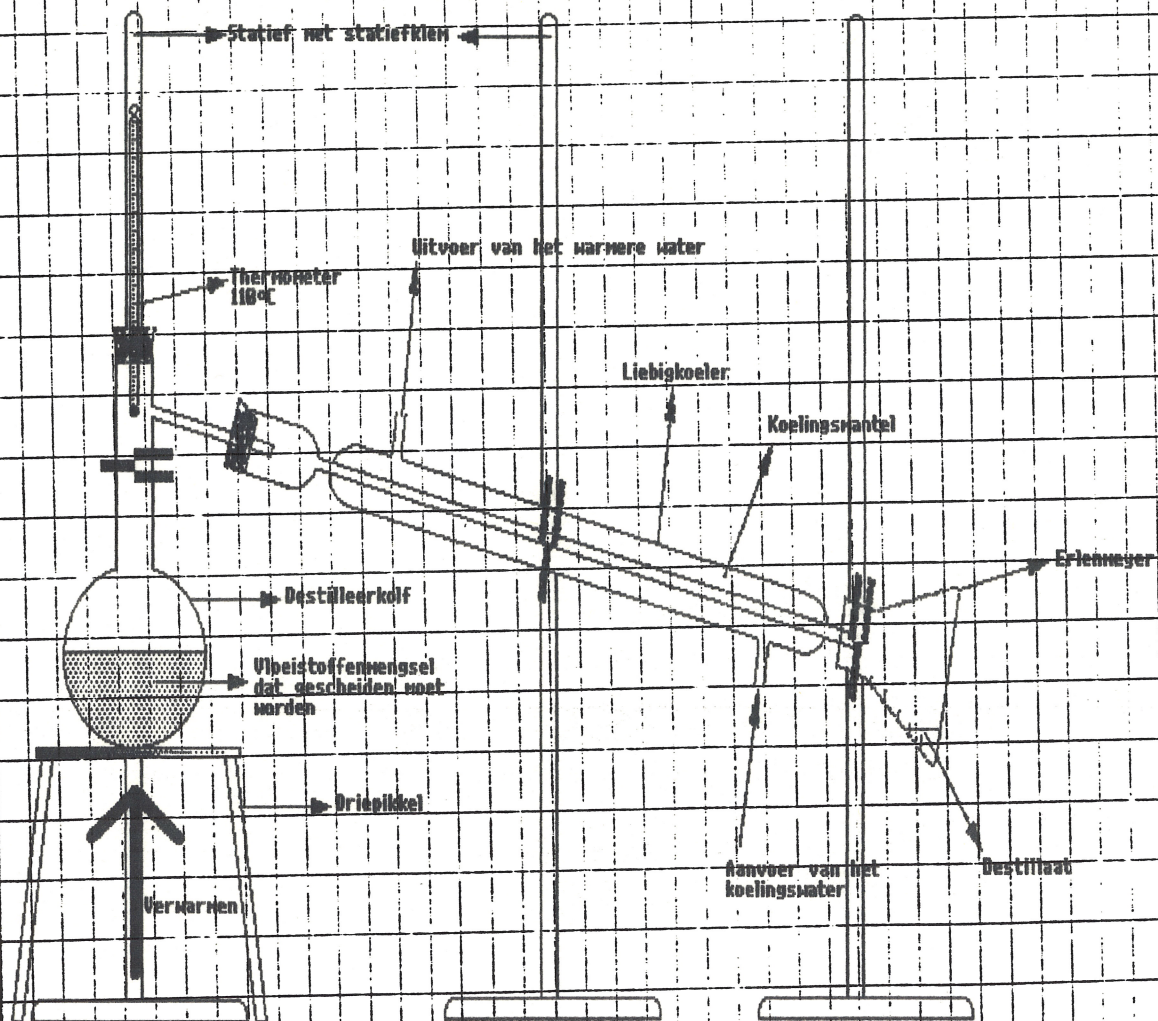 Statief met statiefklem
Uitvoer van het warmere water
Thermometer
110°C
Liebigkoeler
Koelingsmantel
Erlenmeyer
Destilleerkolf
Vloeistoffenmengsel
dat gescheiden moet
worden
Driepikkel
Aanvoer van het
koelingswater
Destillaat
Verwarmen